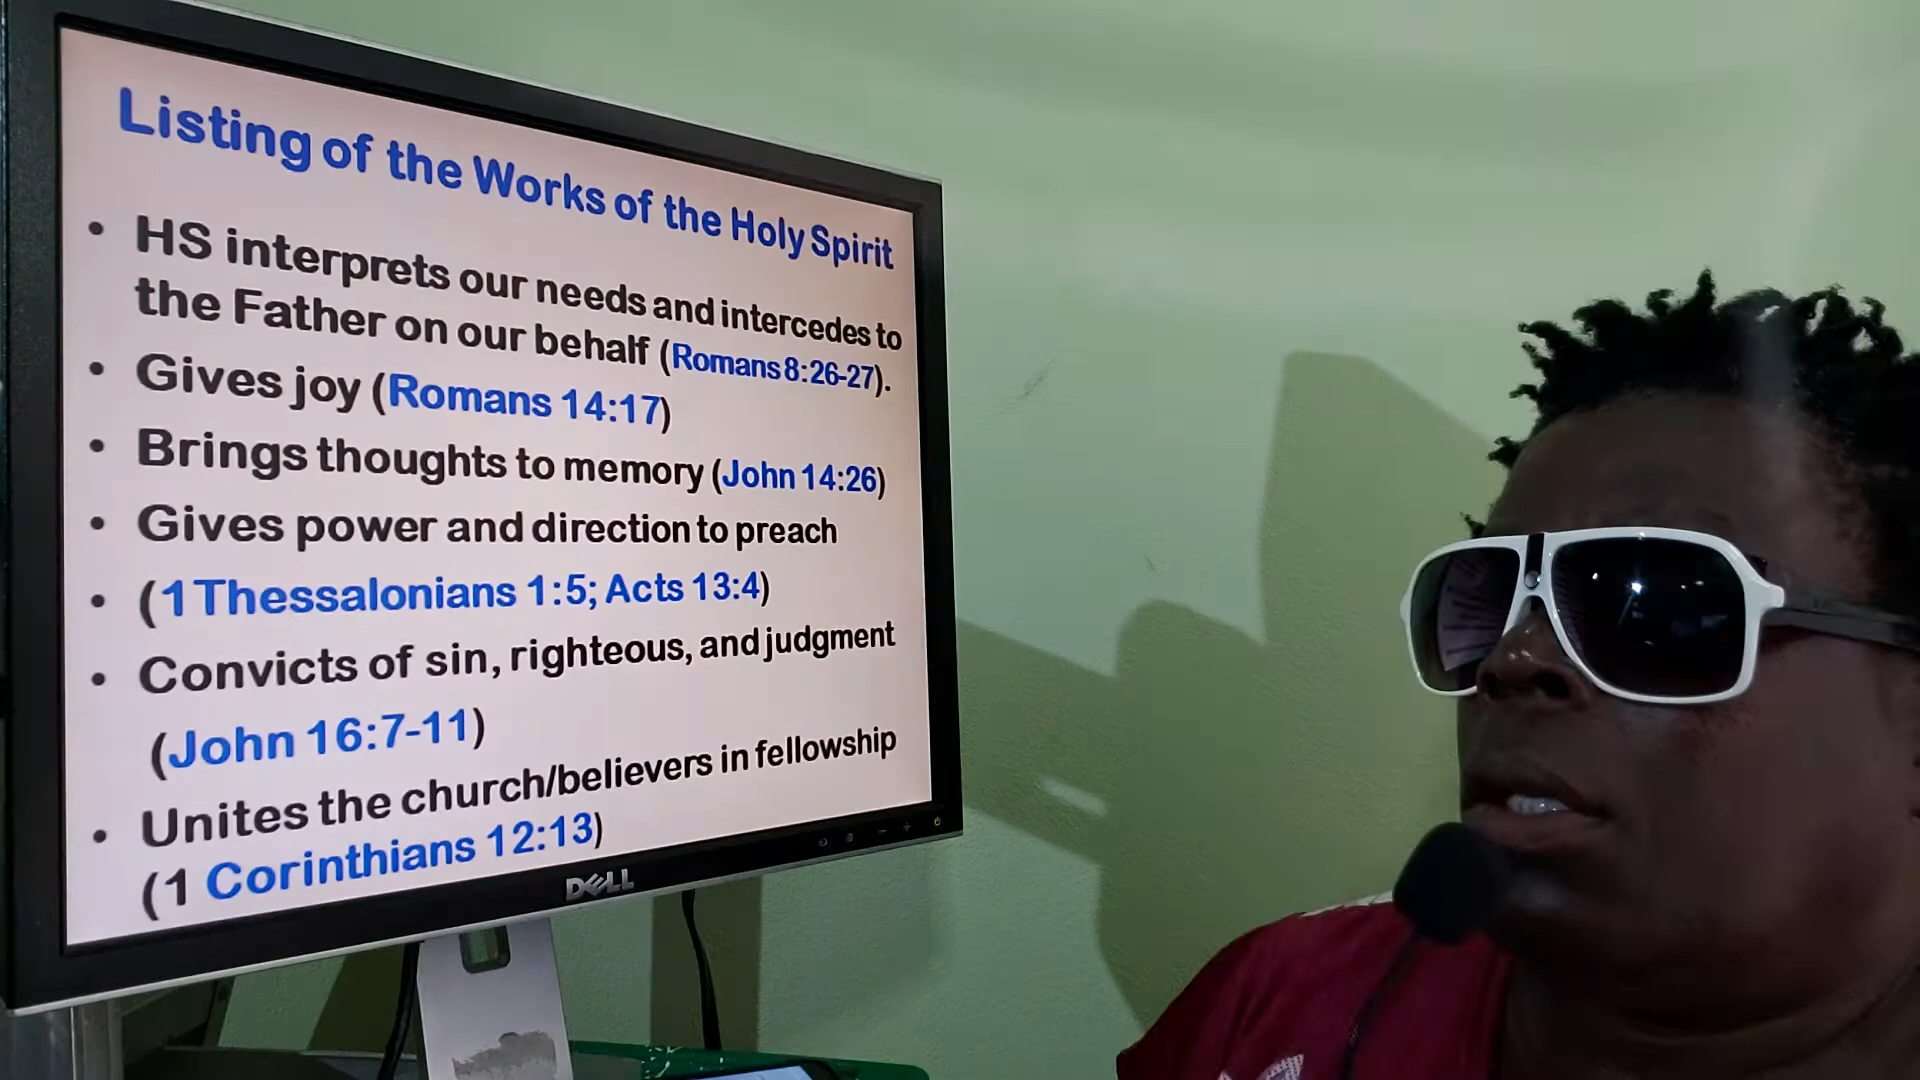 Listing of the Works of the Holy Spirit
• HS interprets our needs and intercedes to
the Father on our behalf (Romans 8:26-27).
• Gives joy (Romans 14:17)
• Brings thoughts to memory (John 14:26)
• Gives power and direction to preach
• (1 Thessalonians 1:5; Acts 13:4)
• Convicts of sin, righteous, and judgment
(John 16:7-11)
• Unites the church/believers in fellowship
(1 Corinthians 12:13)
DELL